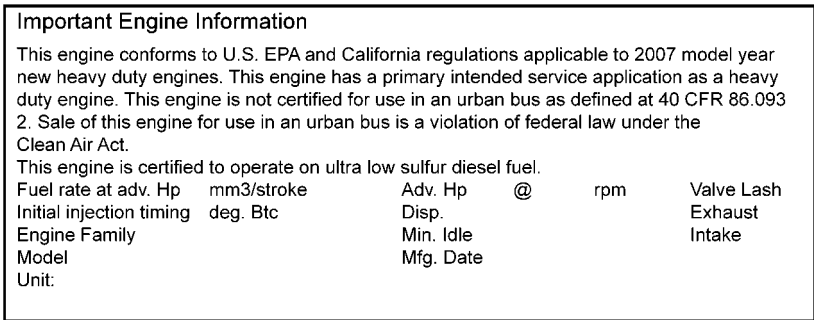 Important Engine Information
This engine conforms to U.S. EPA and California regulations applicable to 2007 model year
new heavy duty engines. This engine has a primary intended service application as a heavy
duty engine. This engine is not certified for use in an urban bus as defined at 40 CFR 86.093
2. Sale of this engine for use in an urban bus is a violation of federal law under the
Clean Air Act.
This engine is certified to operate on ultra low sulfur diesel fuel.
Fuel rate at adv. Hp mm3/stroke Adv. Hp @ rpm Valve Lash
Initial injection timing deg. Btc Disp. Exhaust
Engine Family Min. Idle Intake
Model Mfg. Date
Unit: